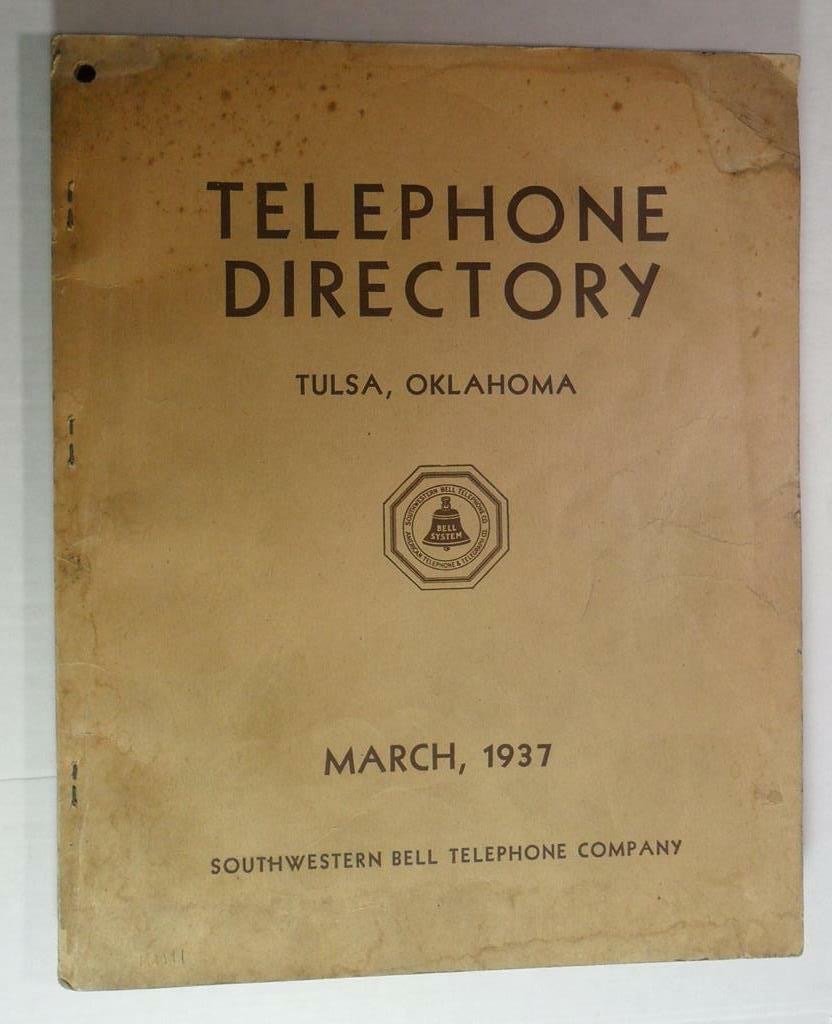 TELEPHONE
DIRECTORY
TULSA, OKLAHOMA
SOUTHWESTERN BELL TELEPHONE CO.
BELL
SYSTEM
AMERICAN TELEPHONE & TELEGRAPH CO.
MARCH, 1937
SOUTHWESTERN BELL TELEPHONE COMPANY